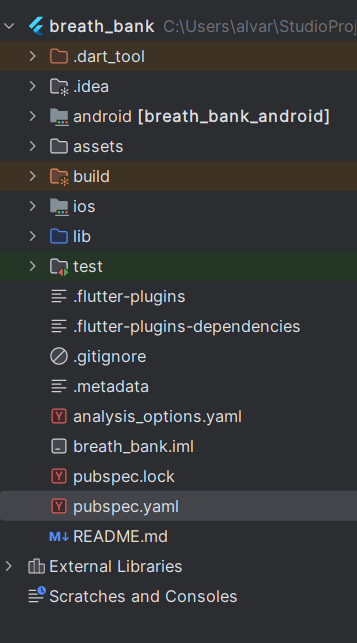 breath_bank C:\Users\alvar\StudioProj
.dart_tool
.idea
android [breath_bank_android]
assets
build
ios
lib
test
.flutter-plugins
.flutter-plugins-dependencies
.gitignore
.metadata
analysis_options.yaml
breath_bank.iml
pubspec.lock
pubspec.yaml
README.md
External Libraries
Scratches and Consoles